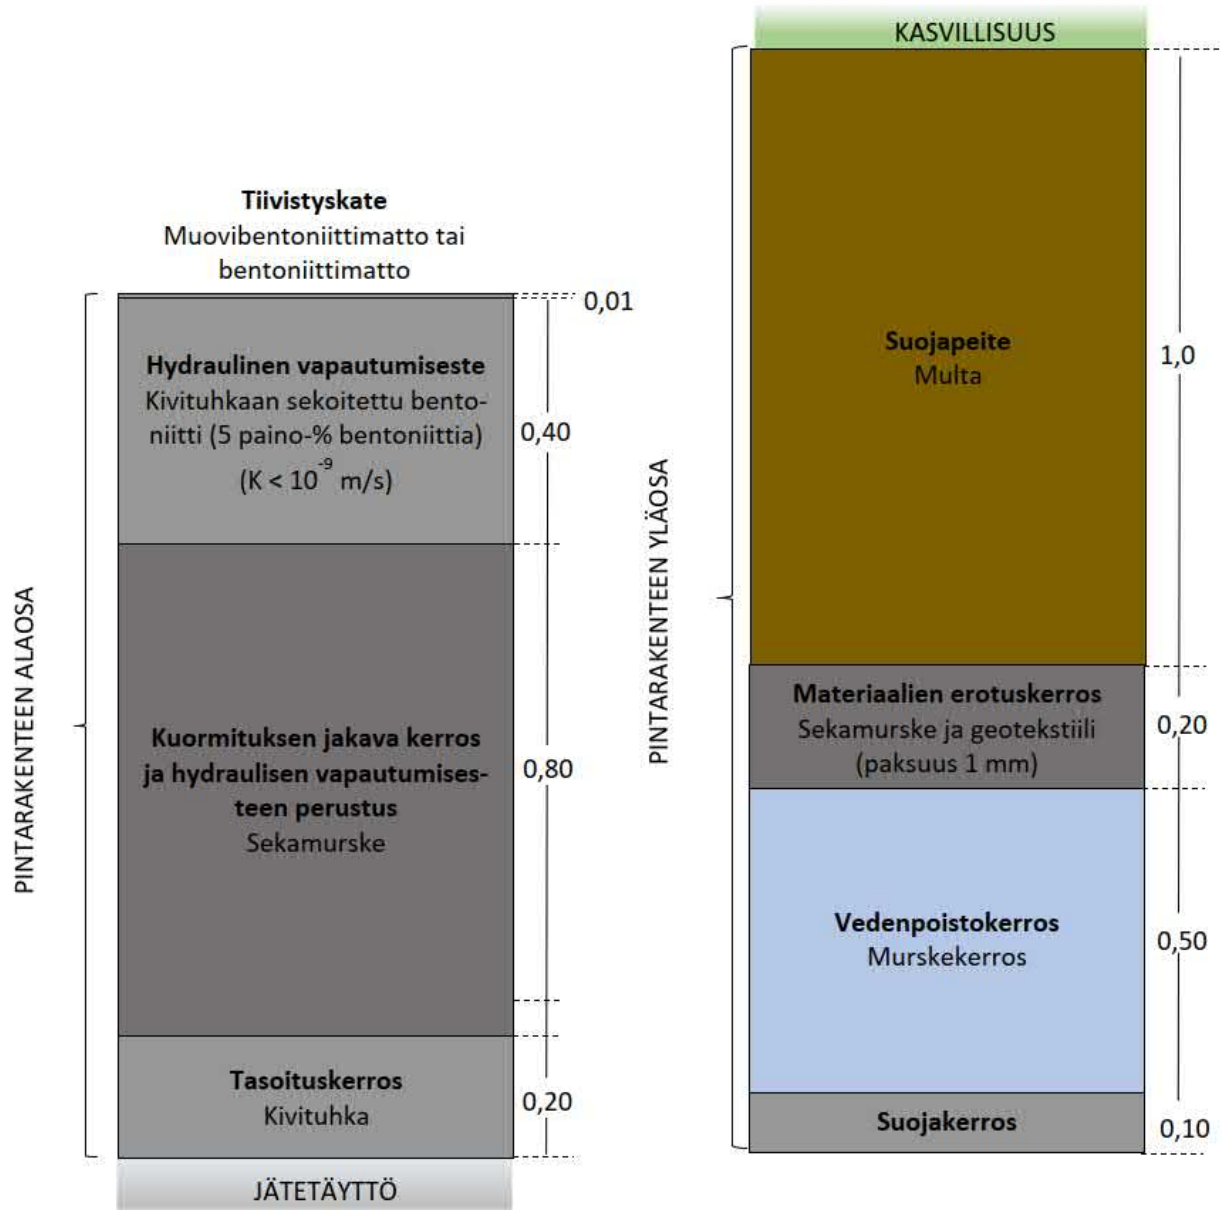 Tiivistyskate
Muovibentoniittimatto tai
bentoniittimatto
0,01
Hydraulinen vapautumiseste
Kivituhkaan sekoitettu bento-
niitti (5 paino-% bentoniittia)
(K < 10⁻⁹ m/s)
0,40
Kuormituksen jakava kerros
ja hydraulisen vapautumises-
teen perustus
Sekamurske
0,80
Tasoituskerros
Kivituhka
0,20
JÄTETÄYTTÖ
PINTARAKENTEEN ALAOSA
KASVILLISUUS
Suojapeite
Multa
1,0
Materiaalien erotuskerros
Sekamurske ja geotekstiili
(paksuus 1 mm)
0,20
Vedenpoistokerros
Murskekerros
0,50
Suojakerros
0,10
PINTARAKENTEEN YLÄOSA